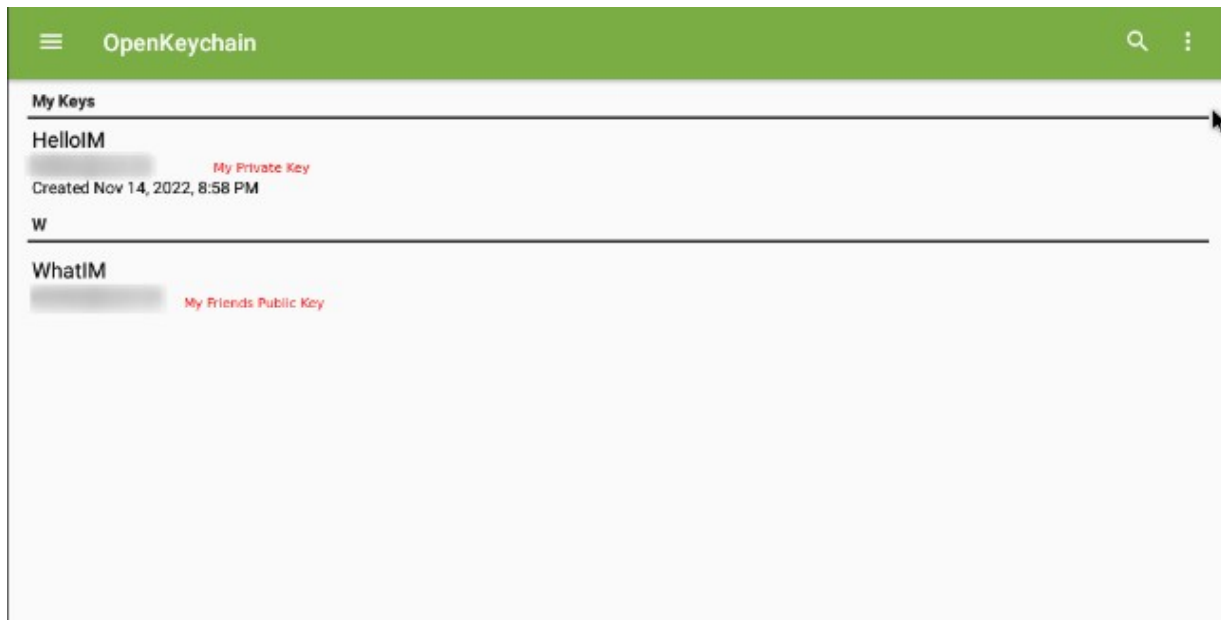 OpenKeychain
My Keys
HelloIM
My Private Key
Created Nov 14, 2022, 8:58 PM
W
WhatIM
My Friends Public Key